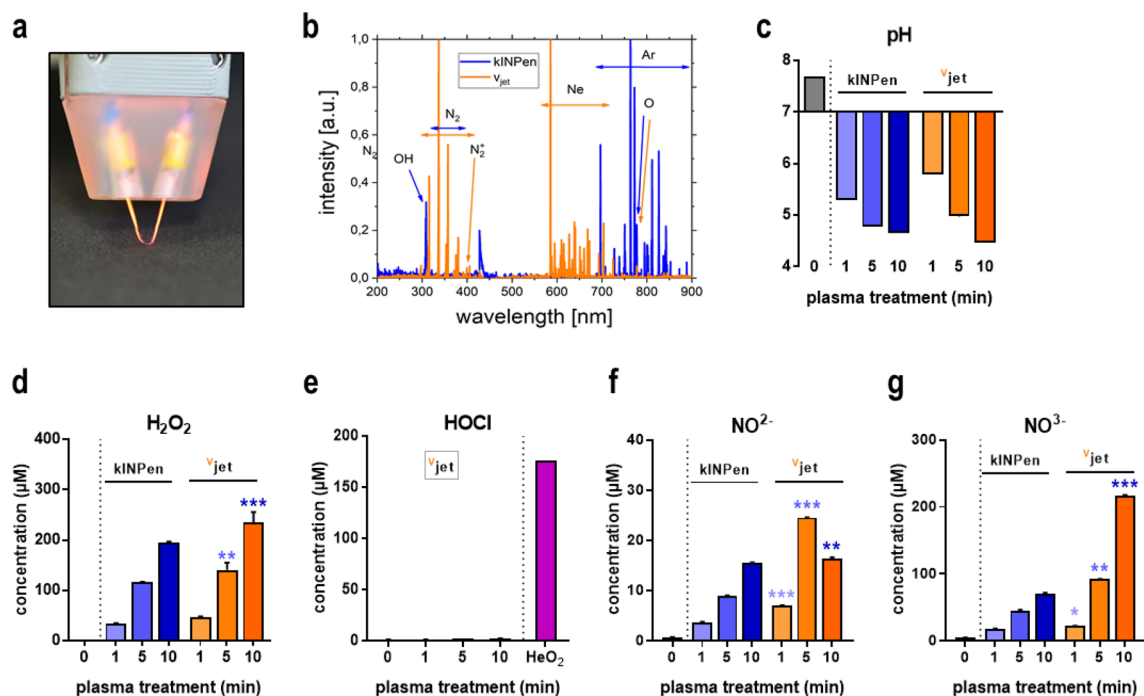 a
b
c
intensity [a.u.]
1,0
0,8
0,6
0,4
0,2
0,0
kINPen
vjet
Ar
Ne
N₂
O
N₂
OH
N₂⁺
200 300 400 500 600 700 800 900
wavelength [nm]
pH
kINPen vjet
8
7
6
5
4
0 1 5 10 1 5 10
plasma treatment (min)
d
H₂O₂
concentration (µM)
400
300
200
100
0
kINPen vjet
** ***
0 1 5 10 1 5 10
plasma treatment (min)
e
HOCl
concentration (µM)
200
150
100
50
0
vjet
0 1 5 10 HeO₂
plasma treatment (min)
f
NO²⁻
concentration (µM)
40
30
20
10
0
kINPen vjet
*** *** **
0 1 5 10 1 5 10
plasma treatment (min)
g
NO³⁻
concentration (µM)
300
200
100
0
kINPen vjet
* ** ***
0 1 5 10 1 5 10
plasma treatment (min)